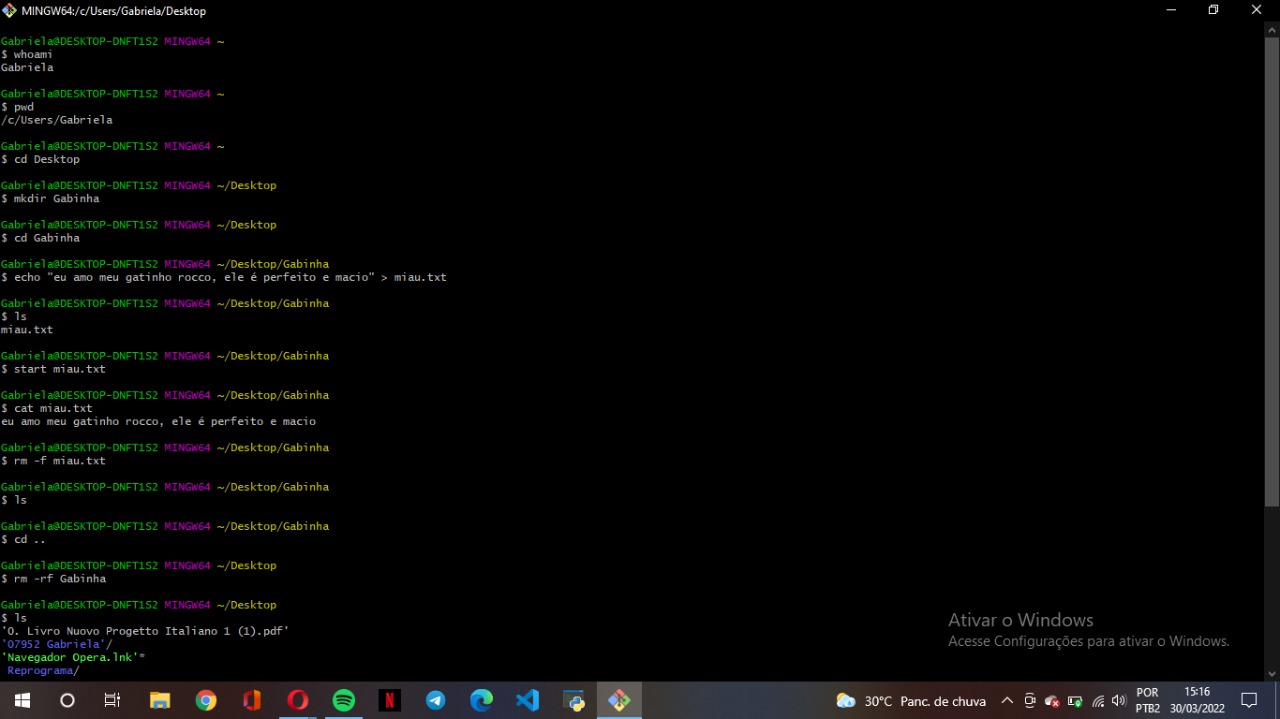 MINGW64:/c/Users/Gabriela/Desktop
Gabriela@DESKTOP-DNFT1S2 MINGW64 ~
$ whoami
Gabriela
Gabriela@DESKTOP-DNFT1S2 MINGW64 ~
$ pwd
/c/Users/Gabriela
Gabriela@DESKTOP-DNFT1S2 MINGW64 ~
$ cd Desktop
Gabriela@DESKTOP-DNFT1S2 MINGW64 ~/Desktop
$ mkdir Gabinha
Gabriela@DESKTOP-DNFT1S2 MINGW64 ~/Desktop
$ cd Gabinha
Gabriela@DESKTOP-DNFT1S2 MINGW64 ~/Desktop/Gabinha
$ echo "eu amo meu gatinho rocco, ele é perfeito e macio" > miau.txt
Gabriela@DESKTOP-DNFT1S2 MINGW64 ~/Desktop/Gabinha
$ ls
miau.txt
Gabriela@DESKTOP-DNFT1S2 MINGW64 ~/Desktop/Gabinha
$ start miau.txt
Gabriela@DESKTOP-DNFT1S2 MINGW64 ~/Desktop/Gabinha
$ cat miau.txt
eu amo meu gatinho rocco, ele é perfeito e macio
Gabriela@DESKTOP-DNFT1S2 MINGW64 ~/Desktop/Gabinha
$ rm -f miau.txt
Gabriela@DESKTOP-DNFT1S2 MINGW64 ~/Desktop/Gabinha
$ ls
Gabriela@DESKTOP-DNFT1S2 MINGW64 ~/Desktop/Gabinha
$ cd ..
Gabriela@DESKTOP-DNFT1S2 MINGW64 ~/Desktop
$ rm -rf Gabinha
Gabriela@DESKTOP-DNFT1S2 MINGW64 ~/Desktop
$ ls
'0. Livro Nuovo Progetto Italiano 1 (1).pdf'
'07952 Gabriela'/
'Navegador Opera.lnk'*
Reprograma/
Ativar o Windows
Acesse Configurações para ativar o Windows.
30°C Panc. de chuva
POR
PTB2
15:16
30/03/2022